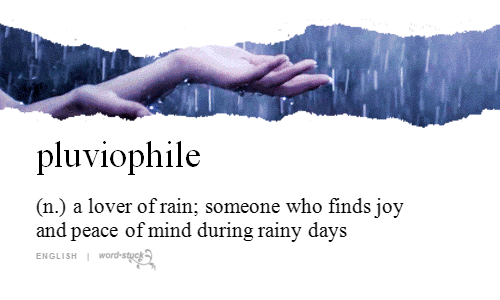 pluviophile
(n.) a lover of rain; someone who finds joy
and peace of mind during rainy days
ENGLISH | word-stuck